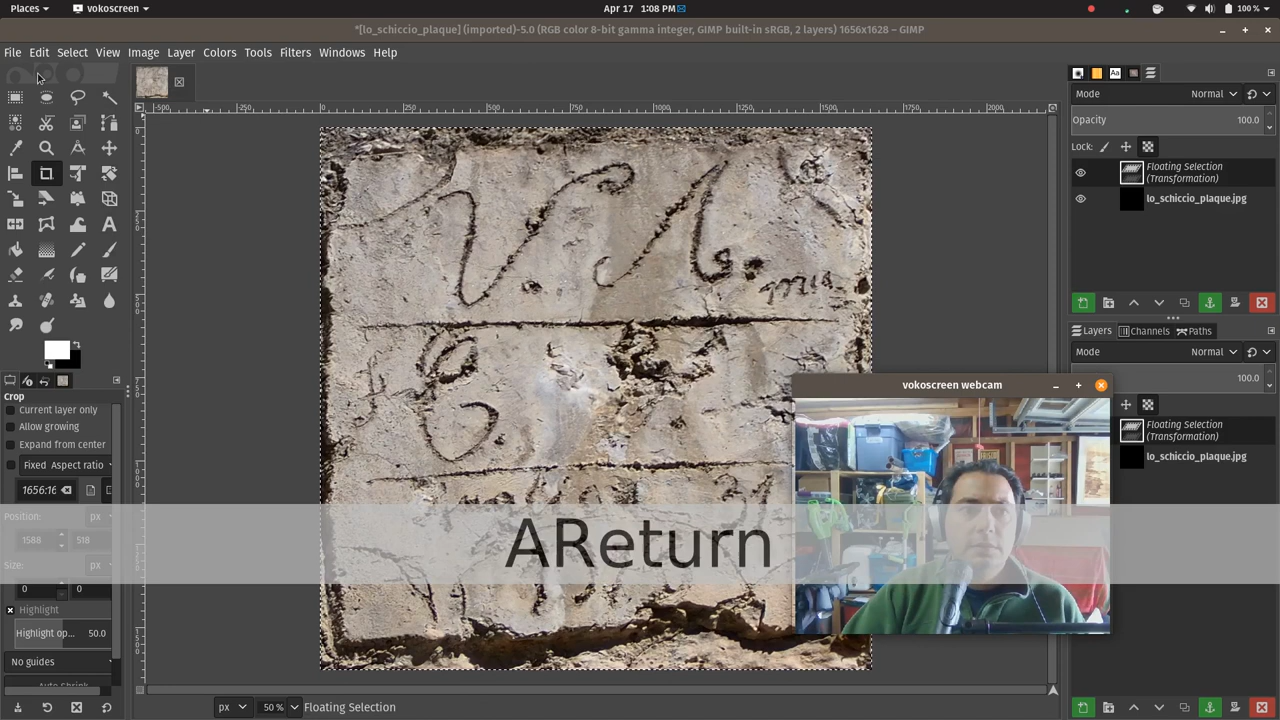 Places
vokoscreen
Apr 17 1:08 PM
100 %
*[lo_schiccio_plaque] (imported)-5.0 (RGB color 8-bit gamma integer, GIMP built-in sRGB, 2 layers) 1656x1628 – GIMP
File Edit Select View Image Layer Colors Tools Filters Windows Help
Mode Normal
Opacity 100.0
Lock:
Floating Selection
(Transformation)
lo_schiccio_plaque.jpg
Layers Channels Paths
Mode Normal
100.0
Floating Selection
(Transformation)
lo_schiccio_plaque.jpg
vokoscreen webcam
Crop
Current layer only
Allow growing
Expand from center
Fixed Aspect ratio
1656:16
Position: px
1588 518
Size: px
0 0
Highlight
Highlight op... 50.0
No guides
Auto Shrink
AReturn
V.
px 50 % Floating Selection